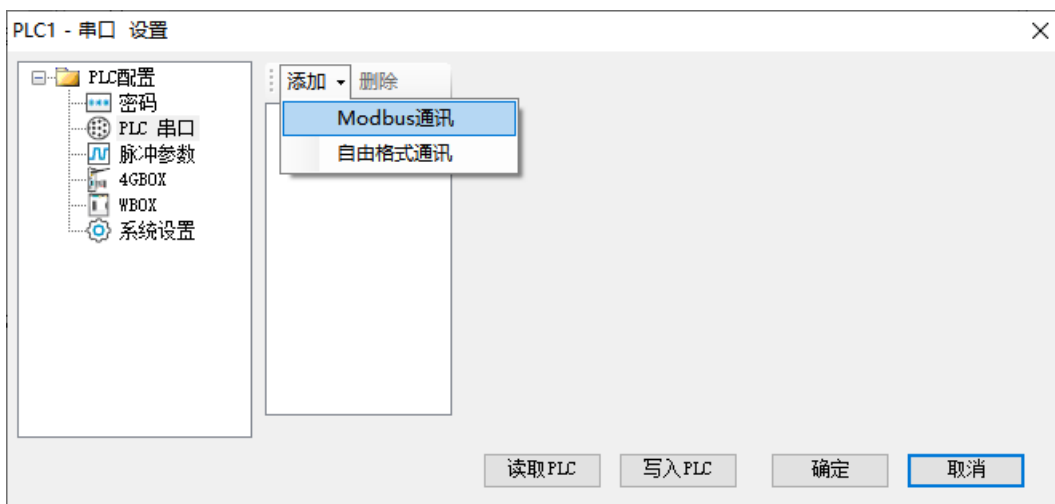 PLC1 - 串口 设置
PLC配置
密码
PLC 串口
脉冲参数
4GBOX
WBOX
系统设置
添加 删除
Modbus通讯
自由格式通讯
读取PLC 写入PLC 确定 取消